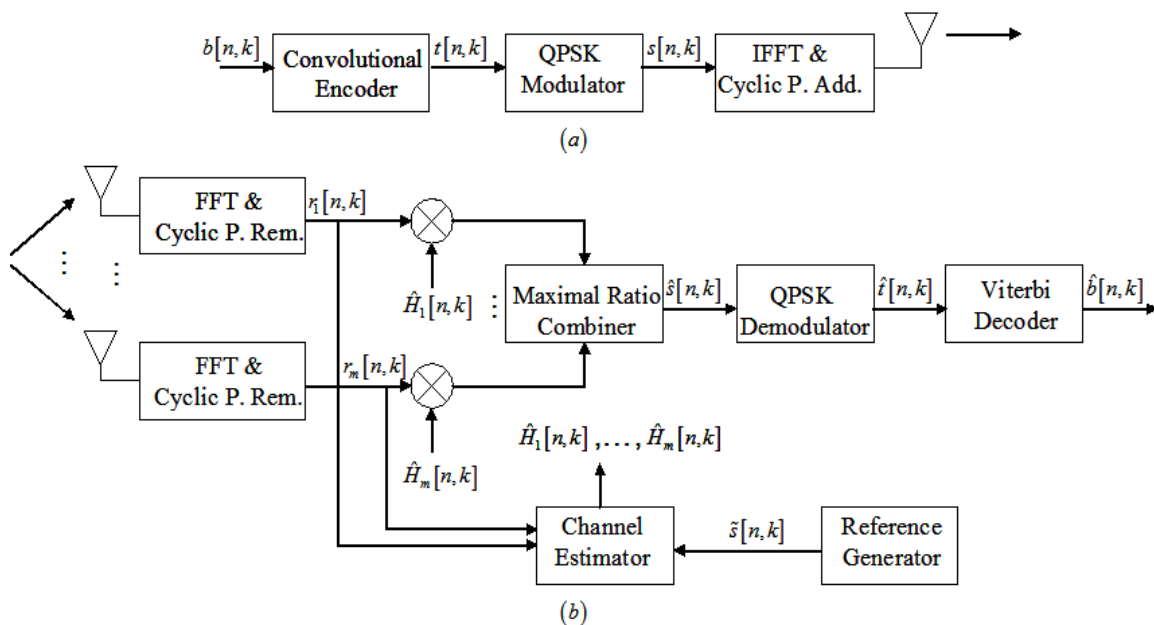 b[n,k]
Convolutional
Encoder
t[n,k]
QPSK
Modulator
s[n,k]
IFFT &
Cyclic P. Add.
(a)
FFT &
Cyclic P. Rem.
r₁[n,k]
Ĥ₁[n,k]
⋮
⋮
⋮
Maximal Ratio
Combiner
ŝ[n,k]
QPSK
Demodulator
t̂[n,k]
Viterbi
Decoder
b̂[n,k]
FFT &
Cyclic P. Rem.
rₘ[n,k]
Ĥₘ[n,k]
Ĥ₁[n,k] ,..., Ĥₘ[n,k]
Channel
Estimator
s̃[n,k]
Reference
Generator
(b)